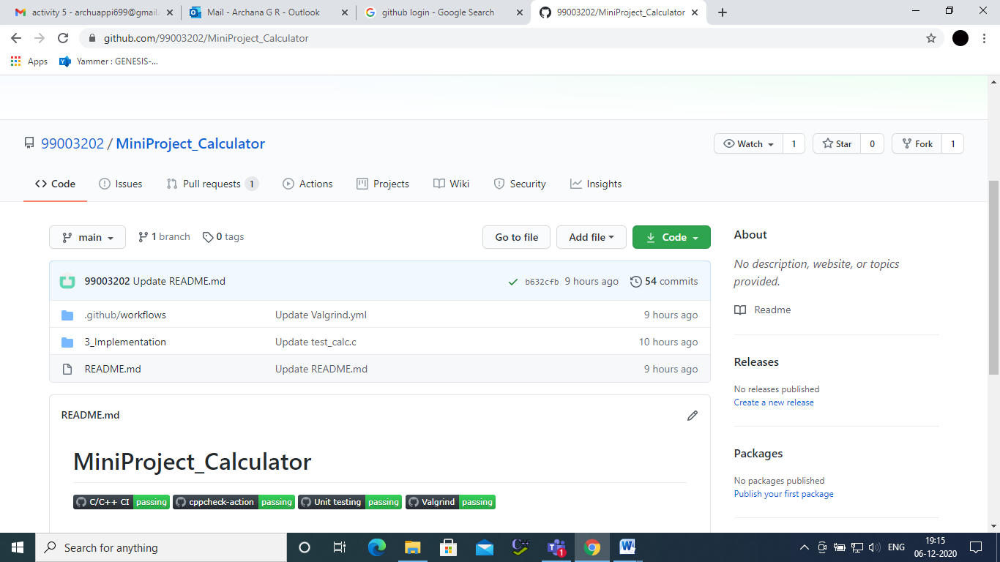 activity 5 - archuappi699@gmail.
Mail - Archana G R - Outlook
github login - Google Search
99003202/MiniProject_Calculator
github.com/99003202/MiniProject_Calculator
Apps
Yammer : GENESIS-...
99003202 / MiniProject_Calculator
Watch 1
Star 0
Fork 1
Code
Issues
Pull requests 1
Actions
Projects
Wiki
Security
Insights
main
1 branch
0 tags
Go to file
Add file
Code
99003202 Update README.md
b632cfb 9 hours ago
54 commits
.github/workflows
Update Valgrind.yml
9 hours ago
3_Implementation
Update test_calc.c
10 hours ago
README.md
Update README.md
9 hours ago
README.md
MiniProject_Calculator
C/C++ CI passing
cppcheck-action passing
Unit testing passing
Valgrind passing
About
No description, website, or topics
provided.
Readme
Releases
No releases published
Create a new release
Packages
No packages published
Publish your first package
Search for anything
1
ENG
19:15
06-12-2020